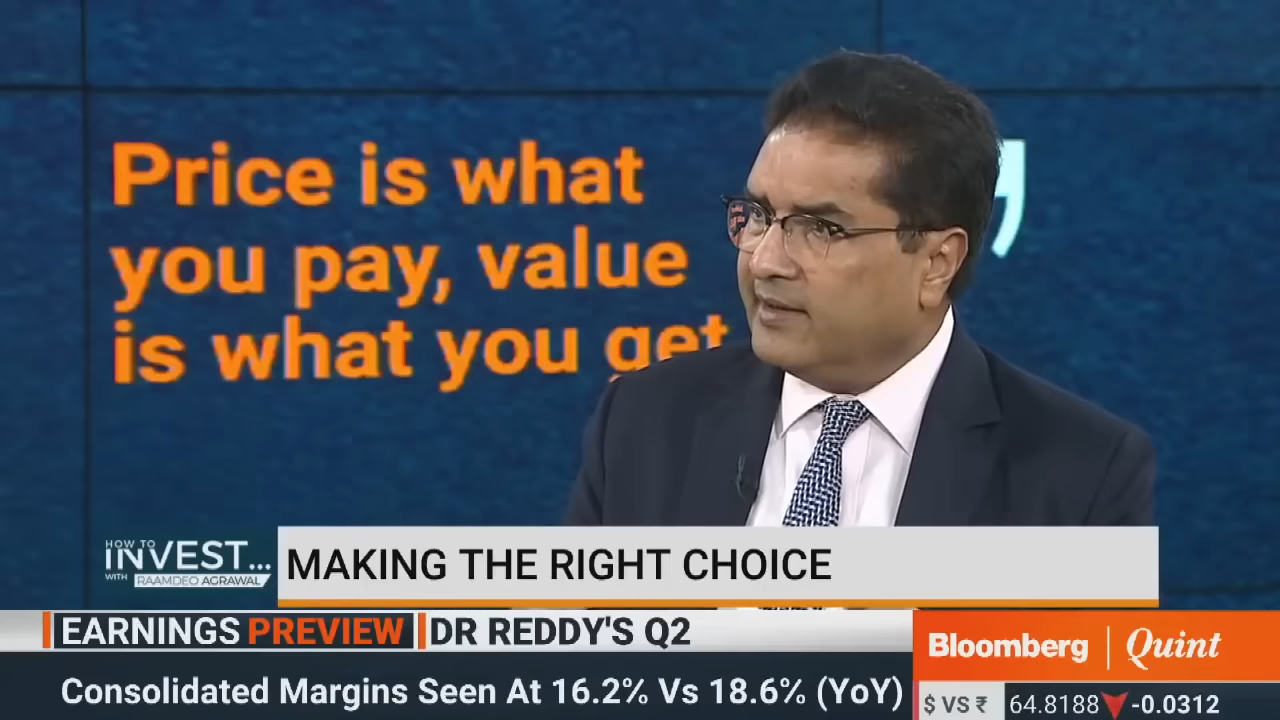 Price is what
you pay, value
is what you get
”
HOW TO
INVEST...
WITH RAAMDEO AGRAWAL
MAKING THE RIGHT CHOICE
EARNINGS PREVIEW DR REDDY'S Q2
Bloomberg | Quint
Consolidated Margins Seen At 16.2% Vs 18.6% (YoY)
$ VS ₹ 64.8188 -0.0312